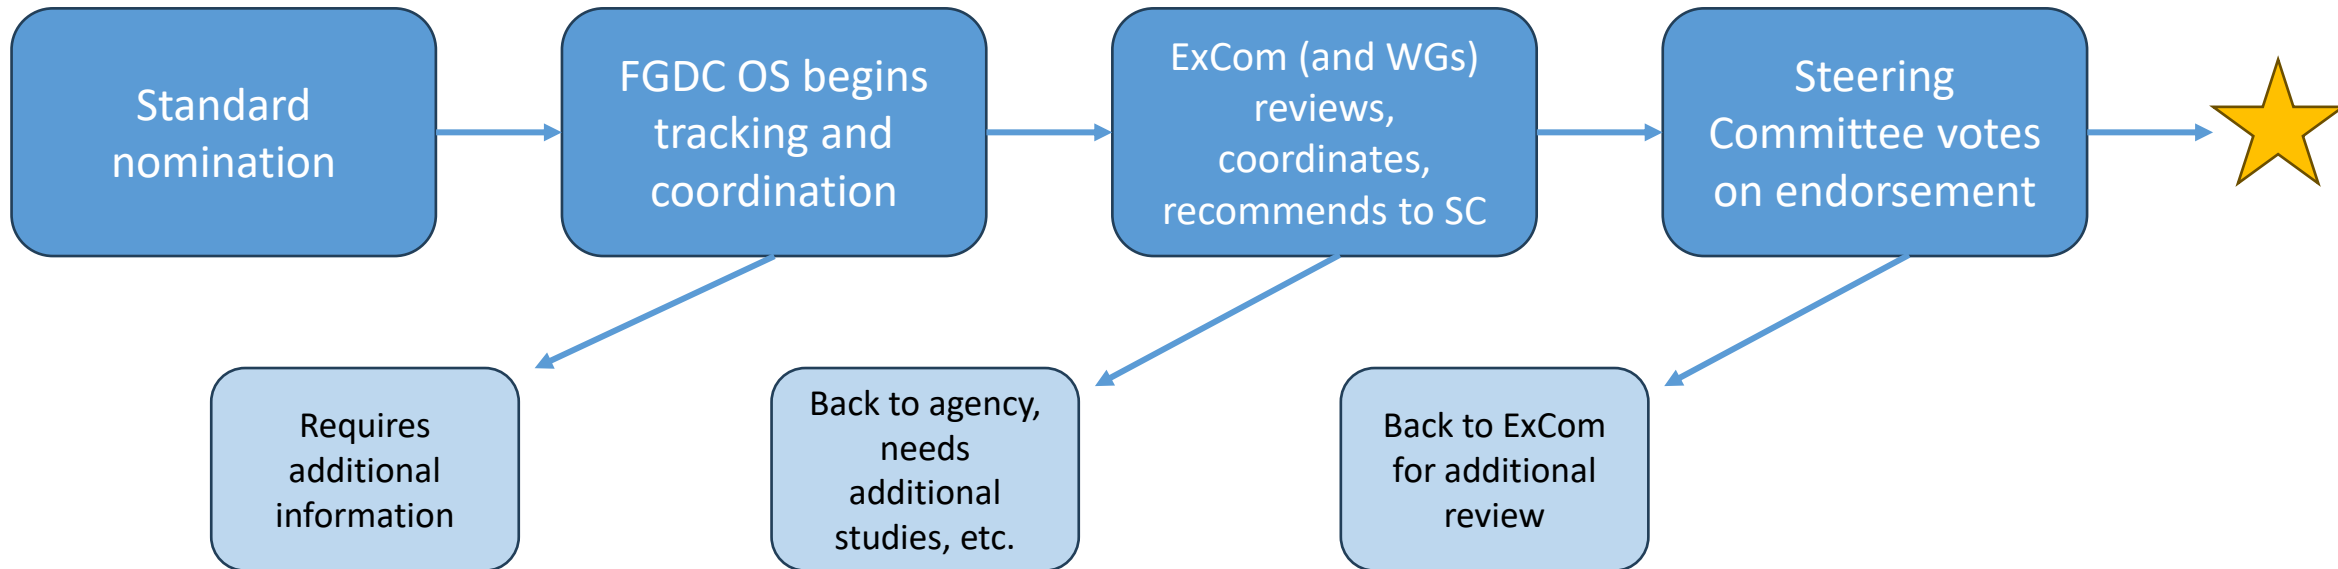 Standard
nomination
FGDC OS begins
tracking and
coordination
ExCom (and WGs)
reviews,
coordinates,
recommends to SC
Steering
Committee votes
on endorsement
Requires
additional
information
Back to agency,
needs
additional
studies, etc.
Back to ExCom
for additional
review